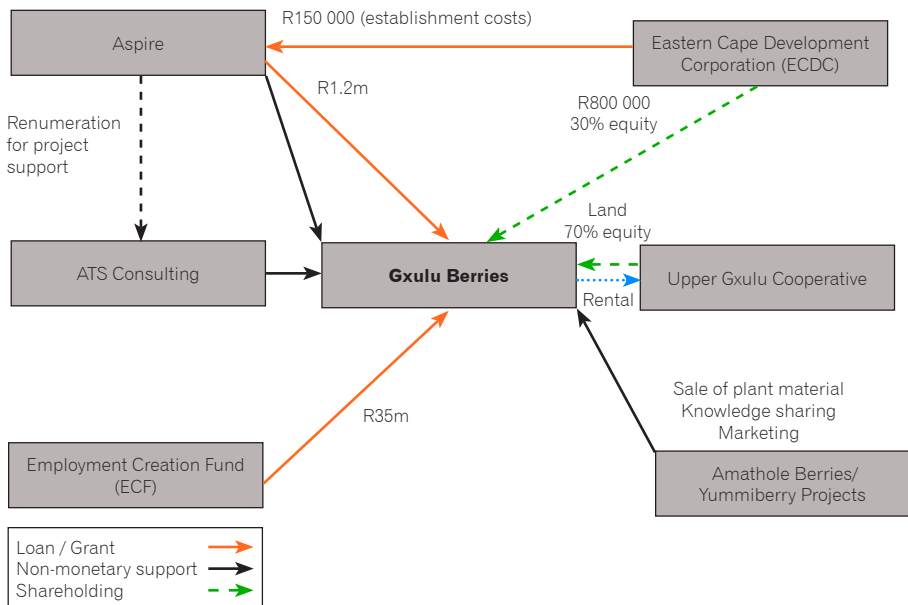 R150 000 (establishment costs)
Aspire
Eastern Cape Development
Corporation (ECDC)
R1.2m
R800 000
30% equity
Renumeration
for project
support
Land
70% equity
ATS Consulting
Gxulu Berries
Upper Gxulu Cooperative
Rental
Sale of plant material
Knowledge sharing
Marketing
R35m
Employment Creation Fund
(ECF)
Amathole Berries/
Yummiberry Projects
Loan / Grant
Non-monetary support
Shareholding